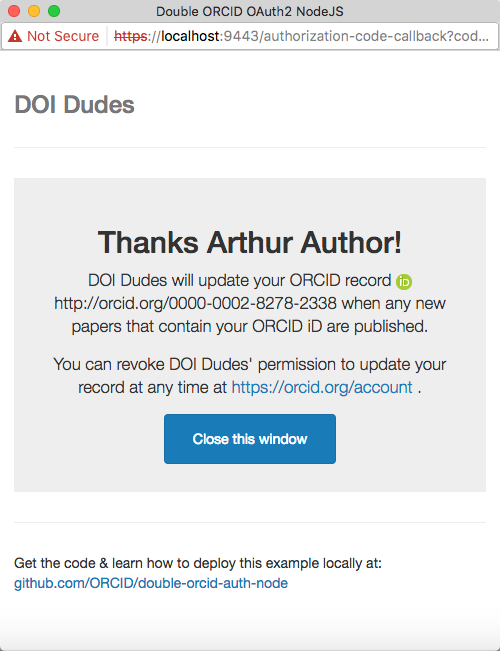 Double ORCID OAuth2 NodeJS
Not Secure https://localhost:9443/authorization-code-callback?cod...
DOI Dudes
Thanks Arthur Author!
DOI Dudes will update your ORCID record iD
http://orcid.org/0000-0002-8278-2338 when any new
papers that contain your ORCID iD are published.
You can revoke DOI Dudes' permission to update your
record at any time at https://orcid.org/account .
Close this window
Get the code & learn how to deploy this example locally at:
github.com/ORCID/double-orcid-auth-node